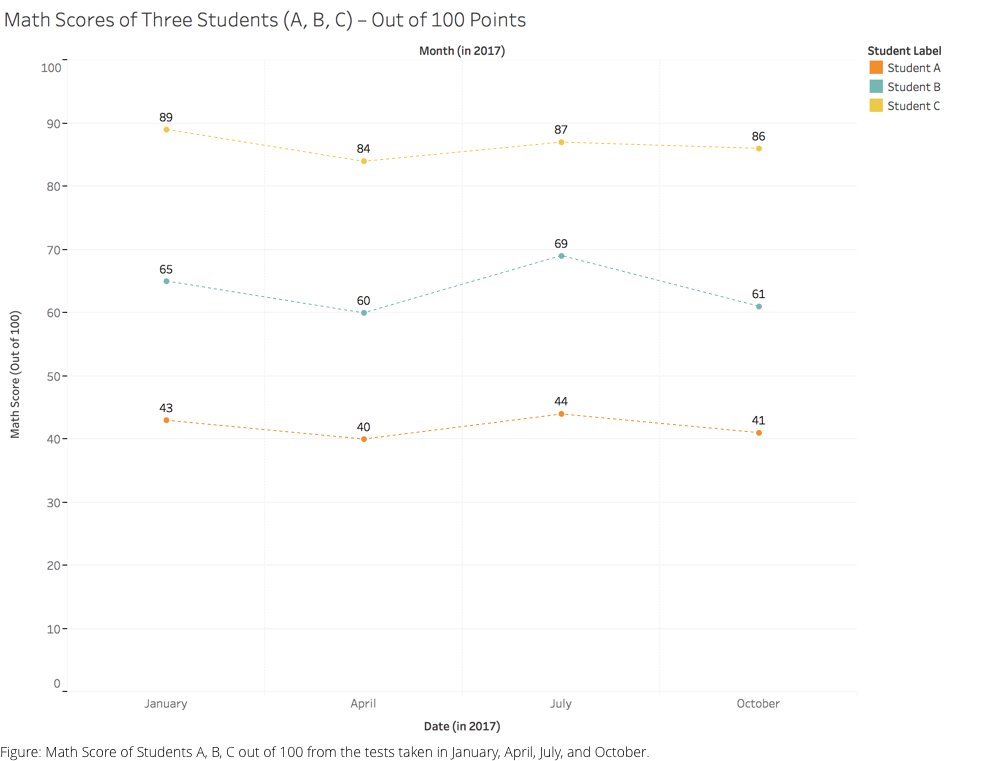 Math Scores of Three Students (A, B, C) – Out of 100 Points
Month (in 2017)
Student Label
Student A
Student B
Student C
100
90
80
70
60
50
40
30
20
10
0
Math Score (Out of 100)
89
84
87
86
65
60
69
61
43
40
44
41
January
April
July
October
Date (in 2017)
Figure: Math Score of Students A, B, C out of 100 from the tests taken in January, April, July, and October.